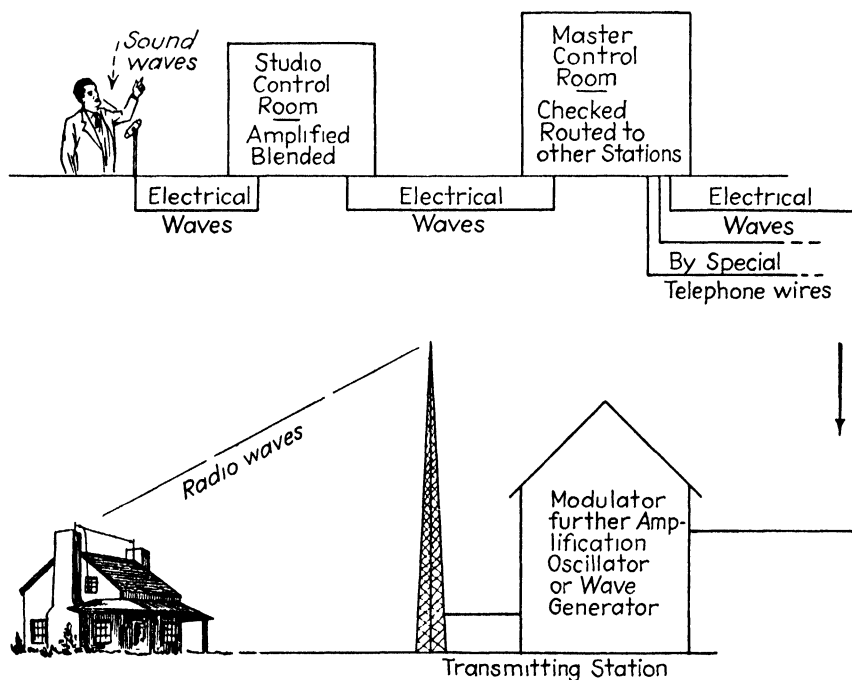 Sound
waves
Studio
Control
Room
Amplified
Blended
Master
Control
Room
Checked
Routed to
other Stations
Electrical
Waves
Electrical
Waves
Electrical
Waves
By Special
Telephone wires
Radio waves
Modulator
further Amp-
lification
Oscillator
or Wave
Generator
Transmitting Station